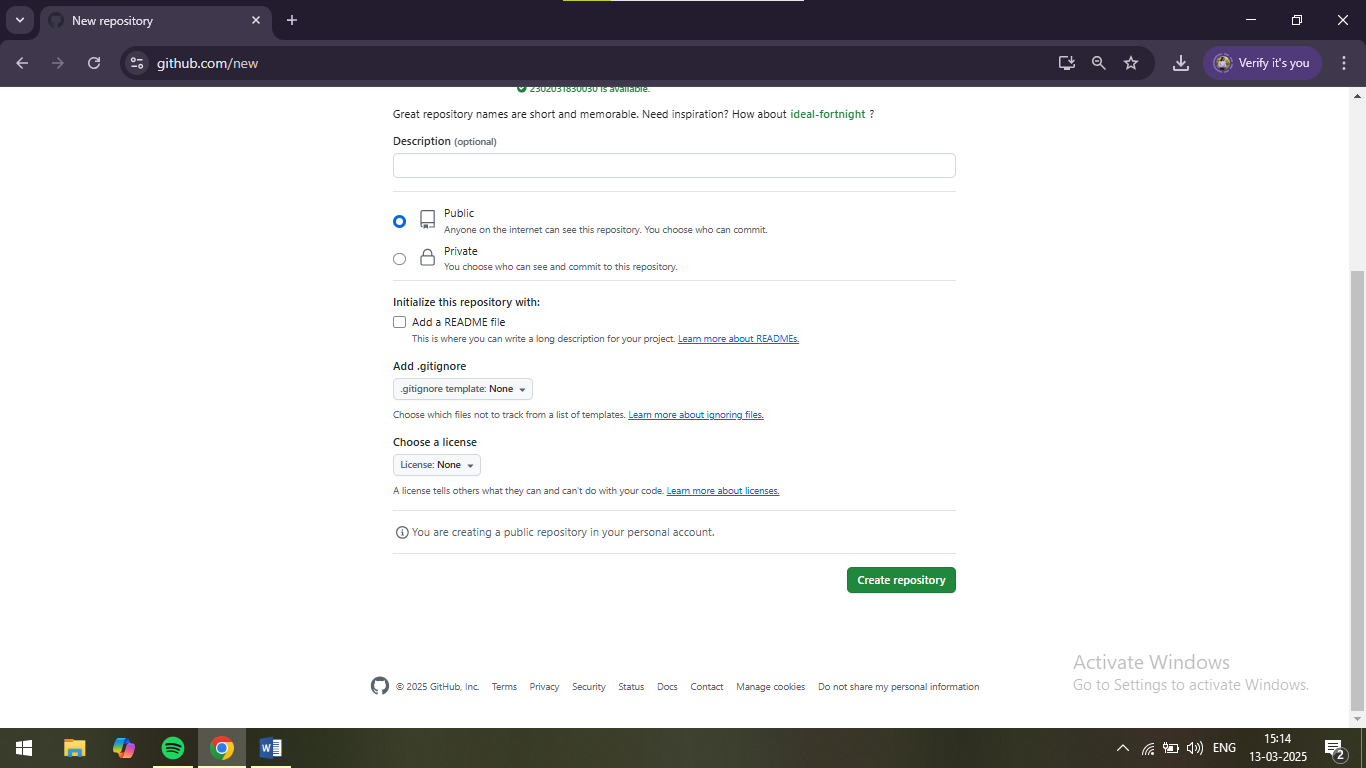 New repository
github.com/new
Verify it's you
2302031830030 is available.
Great repository names are short and memorable. Need inspiration? How about ideal-fortnight ?
Description (optional)
Public
Anyone on the internet can see this repository. You choose who can commit.
Private
You choose who can see and commit to this repository.
Initialize this repository with:
Add a README file
This is where you can write a long description for your project. Learn more about READMEs.
Add .gitignore
.gitignore template: None
Choose which files not to track from a list of templates. Learn more about ignoring files.
Choose a license
License: None
A license tells others what they can and can't do with your code. Learn more about licenses.
You are creating a public repository in your personal account.
Create repository
Activate Windows
Go to Settings to activate Windows.
© 2025 GitHub, Inc. Terms Privacy Security Status Docs Contact Manage cookies Do not share my personal information
W
ENG
15:14
13-03-2025
2